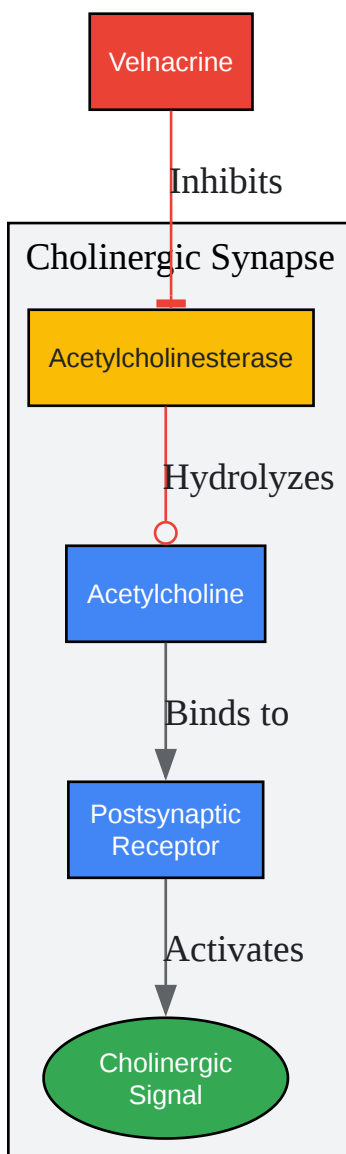 Velnacrine
Inhibits
Cholinergic Synapse
Acetylcholinesterase
Hydrolyzes
Acetylcholine
Binds to
Postsynaptic
Receptor
Activates
Cholinergic
Signal